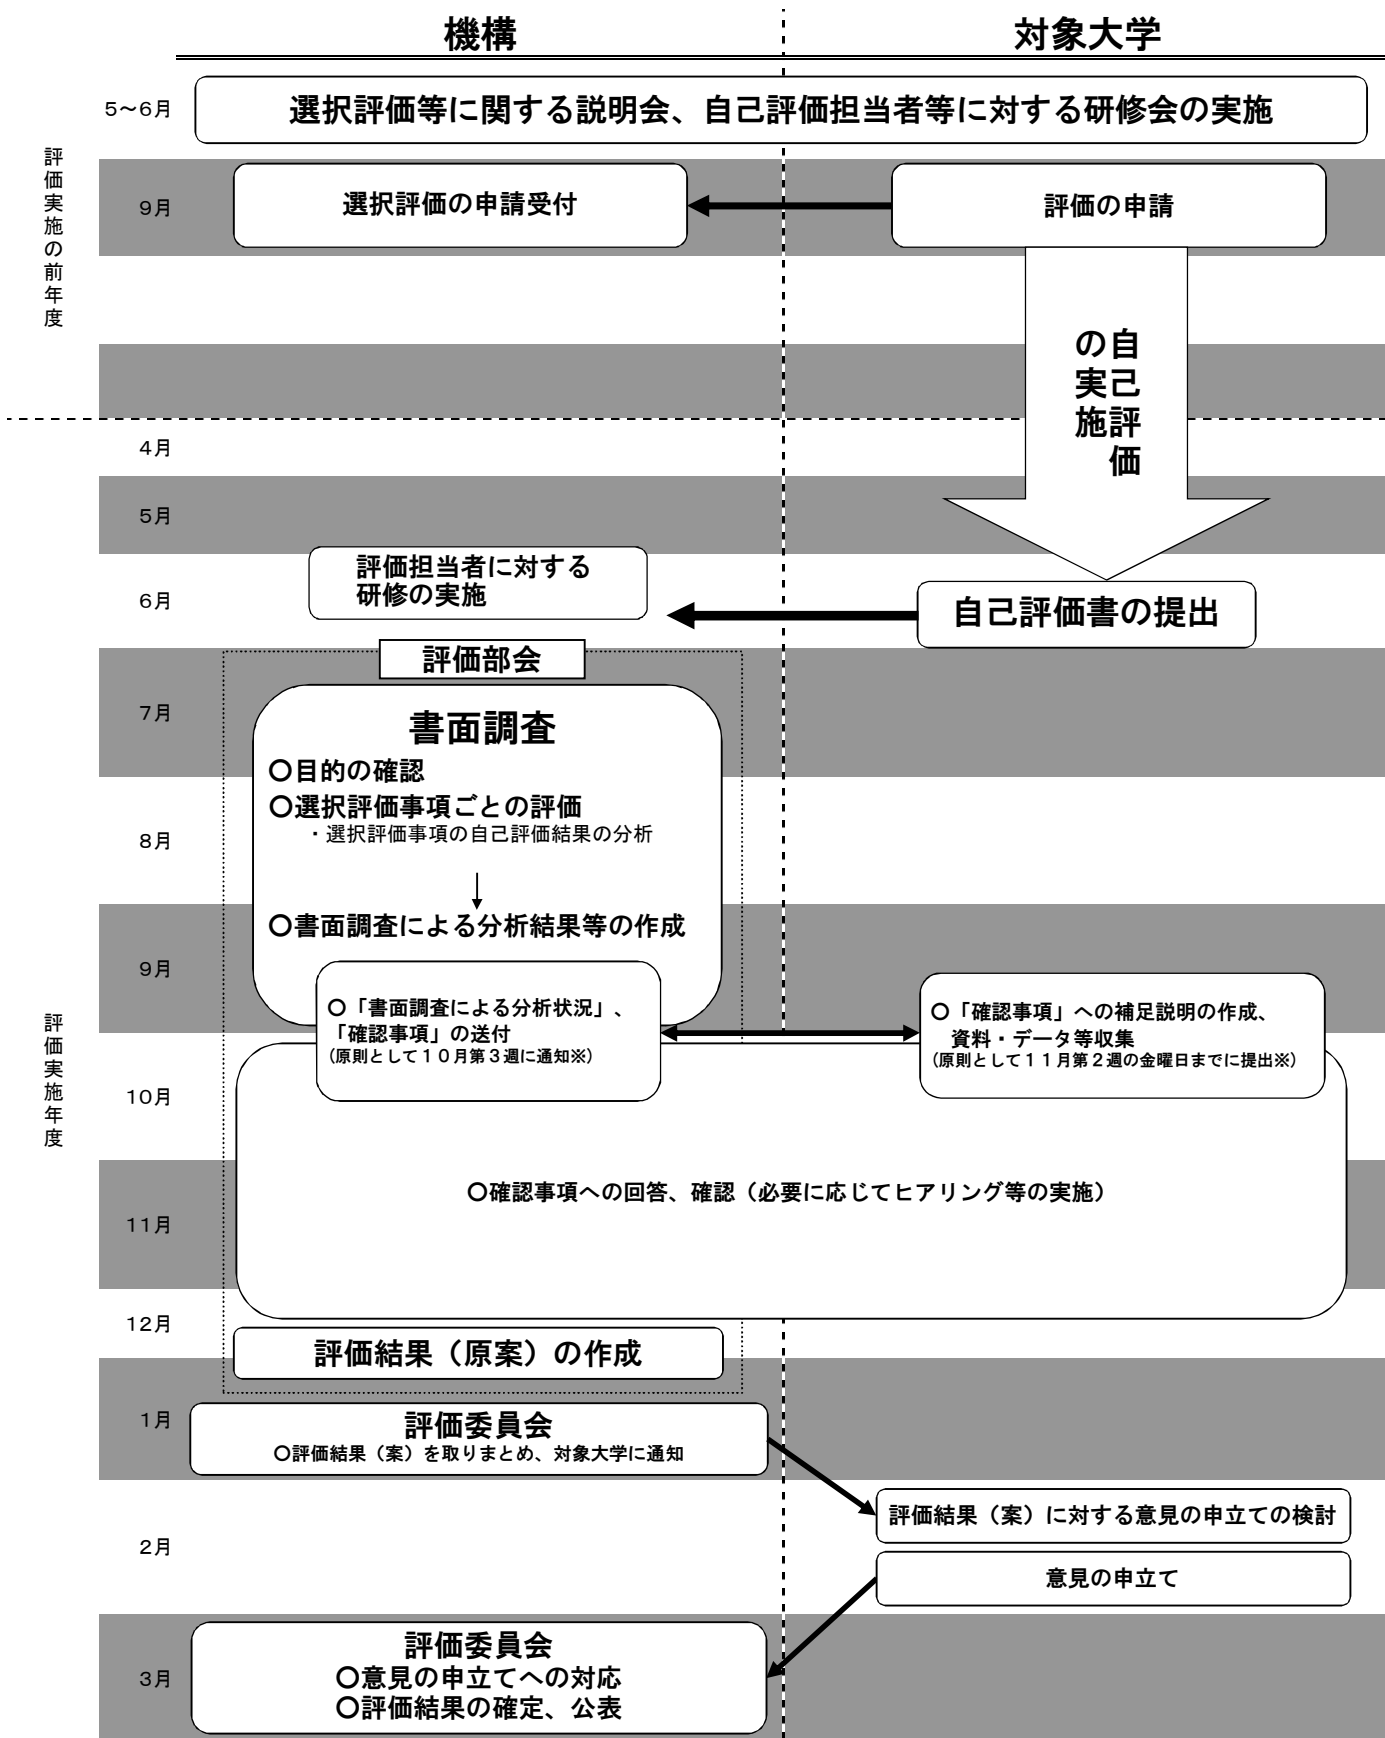 機構
対象大学
評価実施の前年度
5～6月
選択評価等に関する説明会、自己評価担当者等に対する研修会の実施
9月
選択評価の申請受付
評価の申請
自己評価
の実施
評価実施年度
4月
5月
6月
評価担当者に対する
研修の実施
自己評価書の提出
評価部会
7月
書面調査
○目的の確認
○選択評価事項ごとの評価
・選択評価事項の自己評価結果の分析
8月
○書面調査による分析結果等の作成
9月
○「書面調査による分析状況」、
「確認事項」の送付
(原則として１０月第３週に通知※)
○「確認事項」への補足説明の作成、
資料・データ等収集
(原則として１１月第２週の金曜日までに提出※)
10月
○確認事項への回答、確認（必要に応じてヒアリング等の実施）
11月
12月
評価結果（原案）の作成
1月
評価委員会
○評価結果（案）を取りまとめ、対象大学に通知
評価結果（案）に対する意見の申立ての検討
2月
意見の申立て
3月
評価委員会
○意見の申立てへの対応
○評価結果の確定、公表